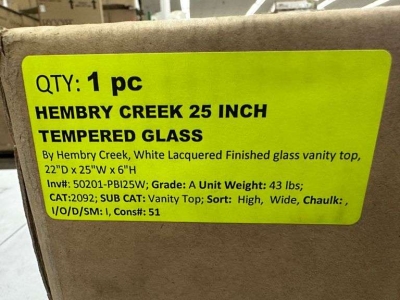 QTY: 1 pc
HEMBRY CREEK 25 INCH
TEMPERED GLASS
By Hembry Creek, White Lacquered Finished glass vanity top,
22"D x 25"W x 6"H
Inv#: 50201-PBI25W; Grade: A Unit Weight: 43 lbs;
CAT:2092; SUB CAT: Vanity Top; Sort: High, Wide, Chaulk: ,
I/O/D/SM: I, Cons#: 51